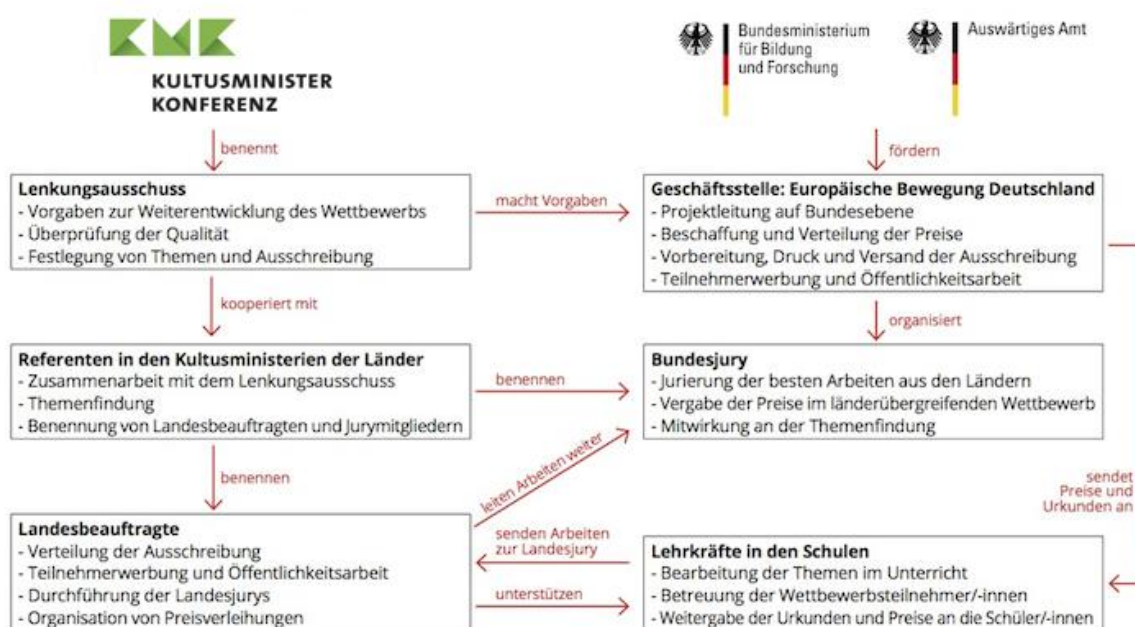 KMK
KULTUSMINISTER
KONFERENZ
Bundesministerium
für Bildung
und Forschung
Auswärtiges Amt
benennt
fördern
Lenkungsausschuss
- Vorgaben zur Weiterentwicklung des Wettbewerbs
- Überprüfung der Qualität
- Festlegung von Themen und Ausschreibung
macht Vorgaben
Geschäftsstelle: Europäische Bewegung Deutschland
- Projektleitung auf Bundesebene
- Beschaffung und Verteilung der Preise
- Vorbereitung, Druck und Versand der Ausschreibung
- Teilnehmerwerbung und Öffentlichkeitsarbeit
kooperiert mit
organisiert
Referenten in den Kultusministerien der Länder
- Zusammenarbeit mit dem Lenkungsausschuss
- Themenfindung
- Benennung von Landesbeauftragten und Jurymitgliedern
benennen
Bundesjury
- Jurierung der besten Arbeiten aus den Ländern
- Vergabe der Preise im länderübergreifenden Wettbewerb
- Mitwirkung an der Themenfindung
benennen
leiten Arbeiten weiter
sendet
Preise und
Urkunden an
Landesbeauftragte
- Verteilung der Ausschreibung
- Teilnehmerwerbung und Öffentlichkeitsarbeit
- Durchführung der Landesjurys
- Organisation von Preisverleihungen
senden Arbeiten
zur Landesjury
unterstützen
Lehrkräfte in den Schulen
- Bearbeitung der Themen im Unterricht
- Betreuung der Wettbewerbsteilnehmer/-innen
- Weitergabe der Urkunden und Preise an die Schüler/-innen